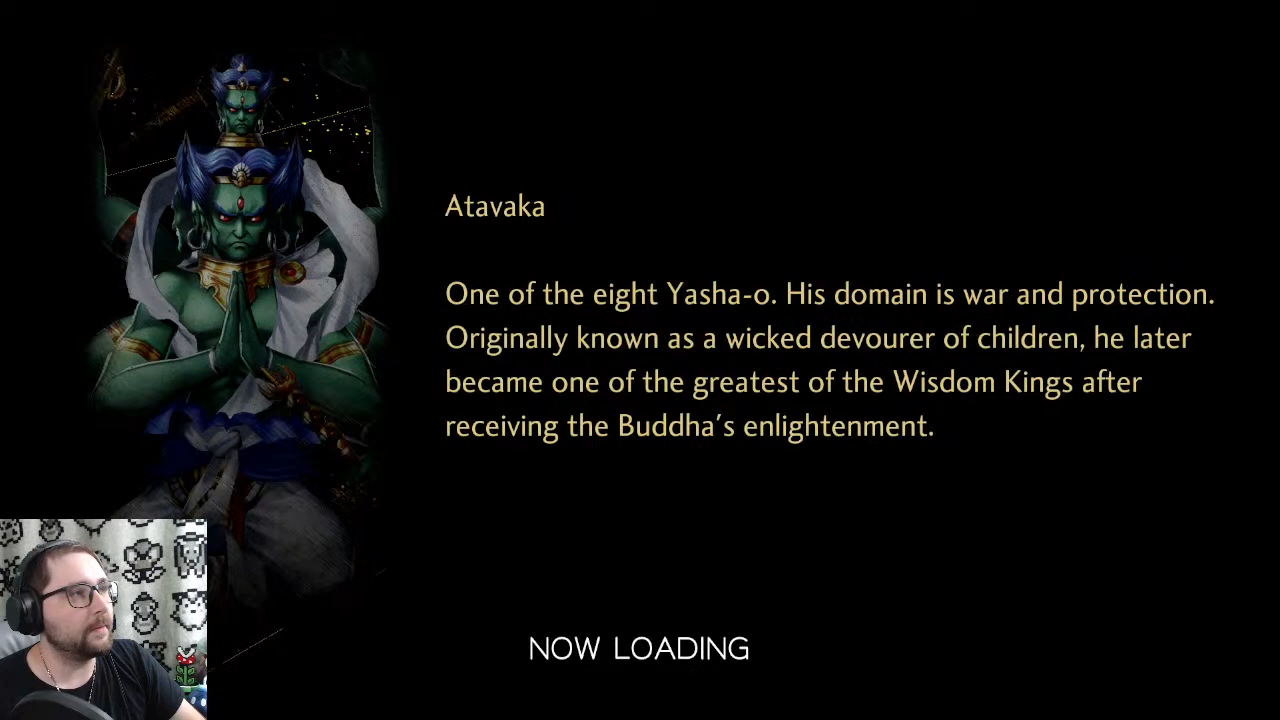 Atavaka
One of the eight Yasha-o. His domain is war and protection.
Originally known as a wicked devourer of children, he later
became one of the greatest of the Wisdom Kings after
receiving the Buddha's enlightenment.
NOW LOADING